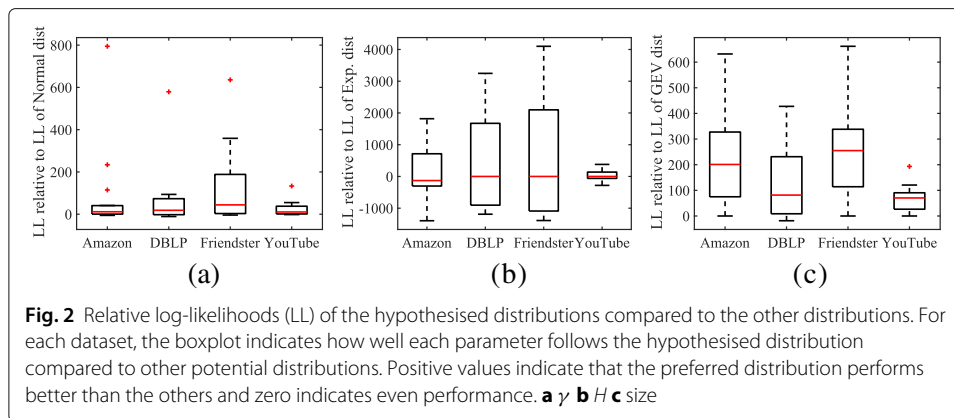 LL relative to LL of Normal dist
800
600
400
200
0
Amazon DBLP Friendster YouTube
(a)
LL relative to LL of Exp. dist
4000
3000
2000
1000
0
-1000
Amazon DBLP Friendster YouTube
(b)
LL relative to LL of GEV dist
600
500
400
300
200
100
0
Amazon DBLP Friendster YouTube
(c)
Fig. 2 Relative log-likelihoods (LL) of the hypothesised distributions compared to the other distributions. For
each dataset, the boxplot indicates how well each parameter follows the hypothesised distribution
compared to other potential distributions. Positive values indicate that the preferred distribution performs
better than the others and zero indicates even performance. a γ b H c size